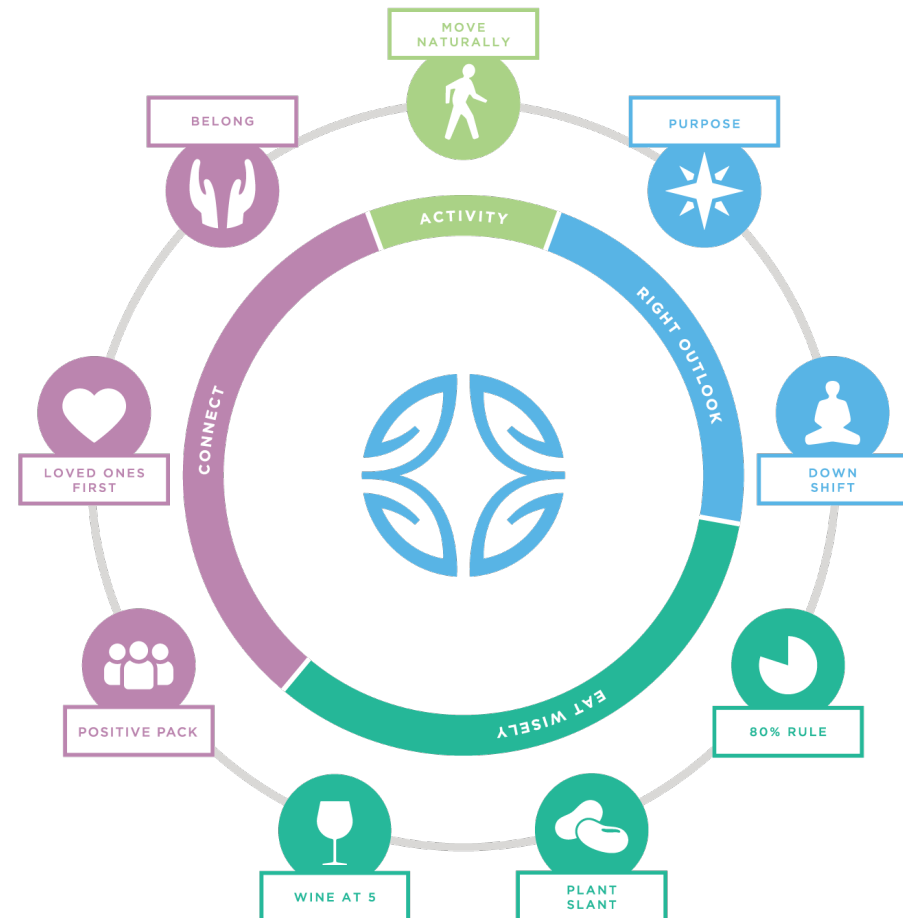 MOVE
NATURALLY
BELONG
PURPOSE
ACTIVITY
RIGHT OUTLOOK
CONNECT
LOVED ONES
FIRST
DOWN
SHIFT
EAT WISELY
POSITIVE PACK
80% RULE
WINE AT 5
PLANT
SLANT